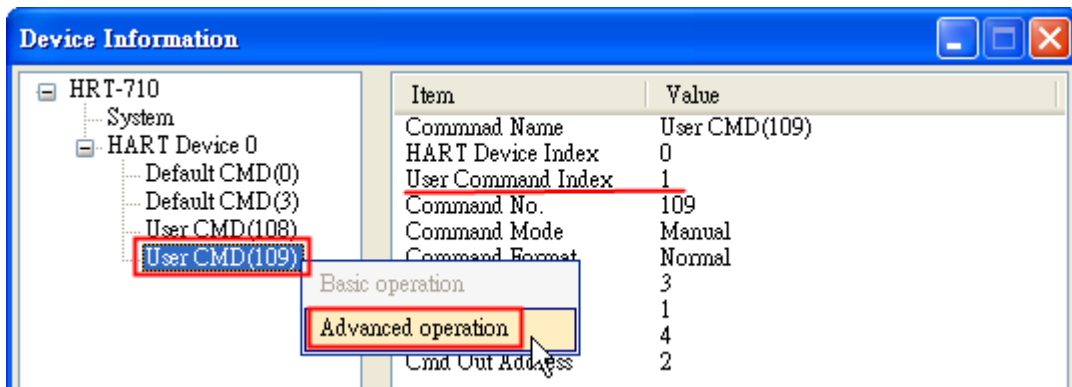 Device Information
HRT-710
System
HART Device 0
Default CMD(0)
Default CMD(3)
User CMD(108)
User CMD(109)
Basic operation
Advanced operation
Item Value
Commnad Name User CMD(109)
HART Device Index 0
User Command Index 1
Command No. 109
Command Mode Manual
Command Format Normal
3
1
4
Cmd Out Address 2